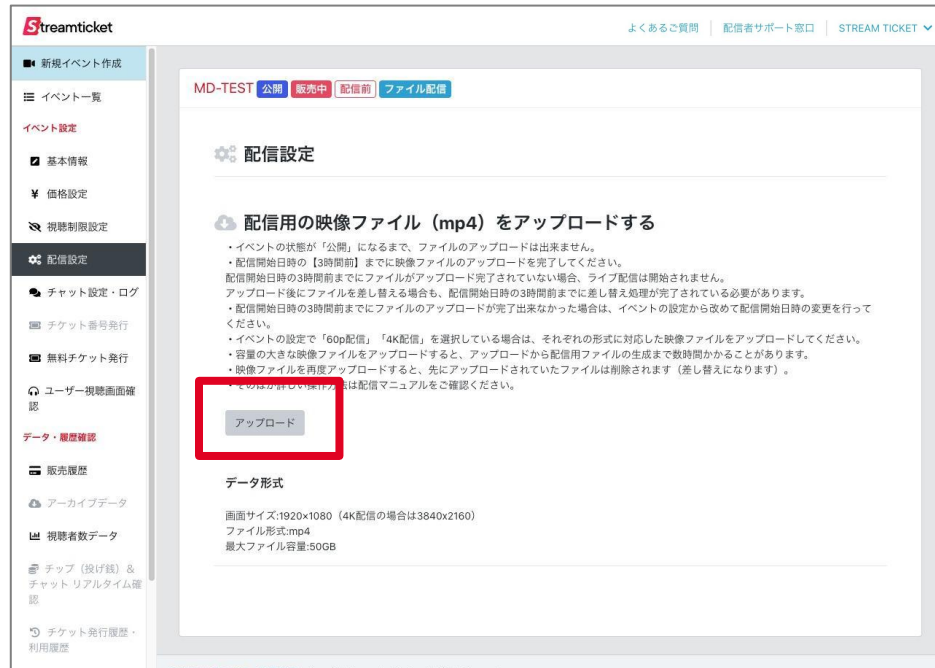 Streamticket
よくあるご質問
配信者サポート窓口
STREAM TICKET
新規イベント作成
イベント一覧
イベント設定
基本情報
¥ 価格設定
視聴制限設定
配信設定
チャット設定・ログ
チケット番号発行
無料チケット発行
ユーザー視聴画面確
認
データ・履歴確認
販売履歴
アーカイブデータ
視聴者数データ
チップ（投げ銭）＆
チャット リアルタイム確
認
チケット発行履歴・
利用履歴
MD-TEST 公開 販売中 配信前 ファイル配信
配信設定
配信用の映像ファイル（mp4）をアップロードする
・イベントの状態が「公開」になるまで、ファイルのアップロードは出来ません。
・配信開始日時の【3時間前】までに映像ファイルのアップロードを完了してください。
配信開始日時の3時間前までにファイルがアップロード完了されていない場合、ライブ配信は開始されません。
アップロード後にファイルを差し替える場合も、配信開始日時の3時間前までに差し替え処理が完了されている必要があります。
・配信開始日時の3時間前までにファイルのアップロードが完了出来なかった場合は、イベントの設定から改めて配信開始日時の変更を行って
ください。
・イベントの設定で「60p配信」「4K配信」を選択している場合は、それぞれの形式に対応した映像ファイルをアップロードしてください。
・容量の大きな映像ファイルをアップロードすると、アップロードから配信用ファイルの生成まで数時間かかることがあります。
・映像ファイルを再度アップロードすると、先にアップロードされていたファイルは削除されます（差し替えになります）。
・そのほか詳しい操作方法は配信マニュアルをご確認ください。
アップロード
データ形式
画面サイズ:1920×1080（4K配信の場合は3840x2160）
ファイル形式:mp4
最大ファイル容量:50GB